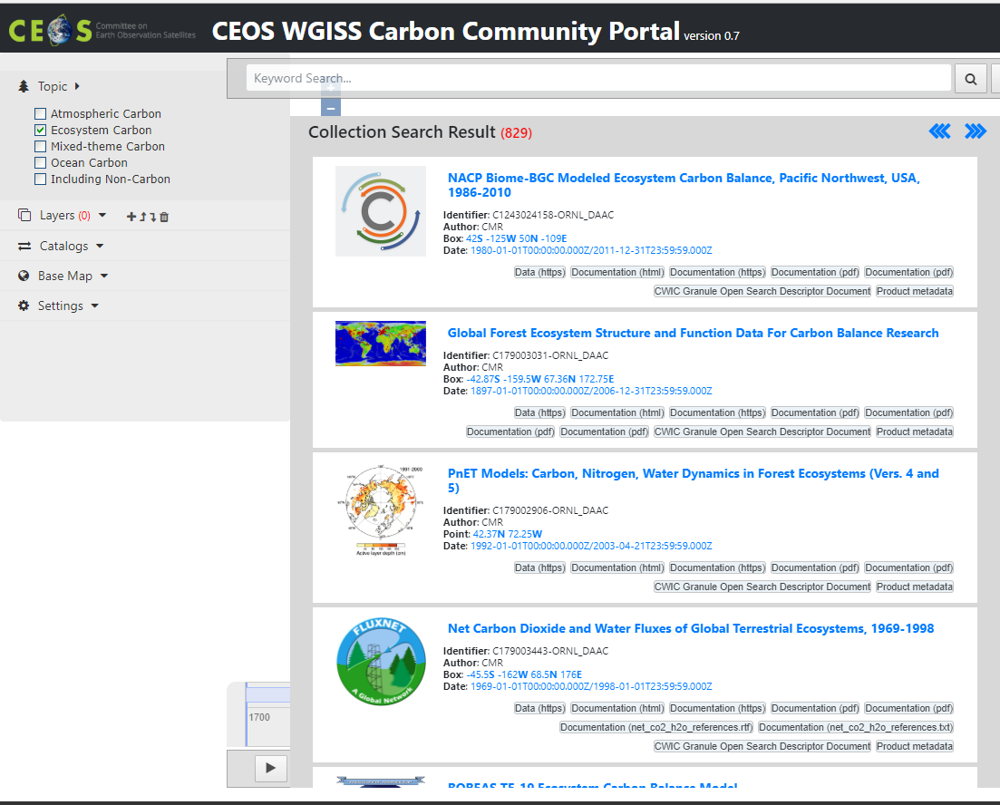 CEOS Committee on
Earth Observation Satellites
CEOS WGISS Carbon Community Portal version 0.7
Topic
Atmospheric Carbon
Ecosystem Carbon
Mixed-theme Carbon
Ocean Carbon
Including Non-Carbon
Layers (0)
Catalogs
Base Map
Settings
Keyword Search...
+
–
Collection Search Result (829)
NACP Biome-BGC Modeled Ecosystem Carbon Balance, Pacific Northwest, USA,
1986-2010
Identifier: C1243024158-ORNL_DAAC
Author: CMR
Box: 42S -125W 50N -109E
Date: 1980-01-01T00:00:00.000Z/2011-12-31T23:59:59.000Z
Data (https) Documentation (html) Documentation (https) Documentation (pdf) Documentation (pdf)
CWIC Granule Open Search Descriptor Document Product metadata
Global Forest Ecosystem Structure and Function Data For Carbon Balance Research
Identifier: C179003031-ORNL_DAAC
Author: CMR
Box: -42.87S -159.5W 67.36N 172.75E
Date: 1897-01-01T00:00:00.000Z/2006-12-31T23:59:59.000Z
Data (https) Documentation (html) Documentation (https) Documentation (pdf) Documentation (pdf)
Documentation (pdf) Documentation (pdf) CWIC Granule Open Search Descriptor Document Product metadata
1991-2000
Active layer depth (cm)
PnET Models: Carbon, Nitrogen, Water Dynamics in Forest Ecosystems (Vers. 4 and
5)
Identifier: C179002906-ORNL_DAAC
Author: CMR
Point: 42.37N 72.25W
Date: 1992-01-01T00:00:00.000Z/2003-04-21T23:59:59.000Z
Data (https) Documentation (html) Documentation (https) Documentation (pdf) Documentation (pdf)
CWIC Granule Open Search Descriptor Document Product metadata
FLUXNET
A Global Network
Net Carbon Dioxide and Water Fluxes of Global Terrestrial Ecosystems, 1969-1998
Identifier: C179003443-ORNL_DAAC
Author: CMR
Box: -45.5S -162W 68.5N 176E
Date: 1969-01-01T00:00:00.000Z/1998-01-01T23:59:59.000Z
Data (https) Documentation (html) Documentation (https) Documentation (pdf) Documentation (pdf)
Documentation (net_co2_h2o_references.rtf) Documentation (net_co2_h2o_references.txt)
CWIC Granule Open Search Descriptor Document Product metadata
1700
BOREAS TE-19 Ecosystem Carbon Balance Model